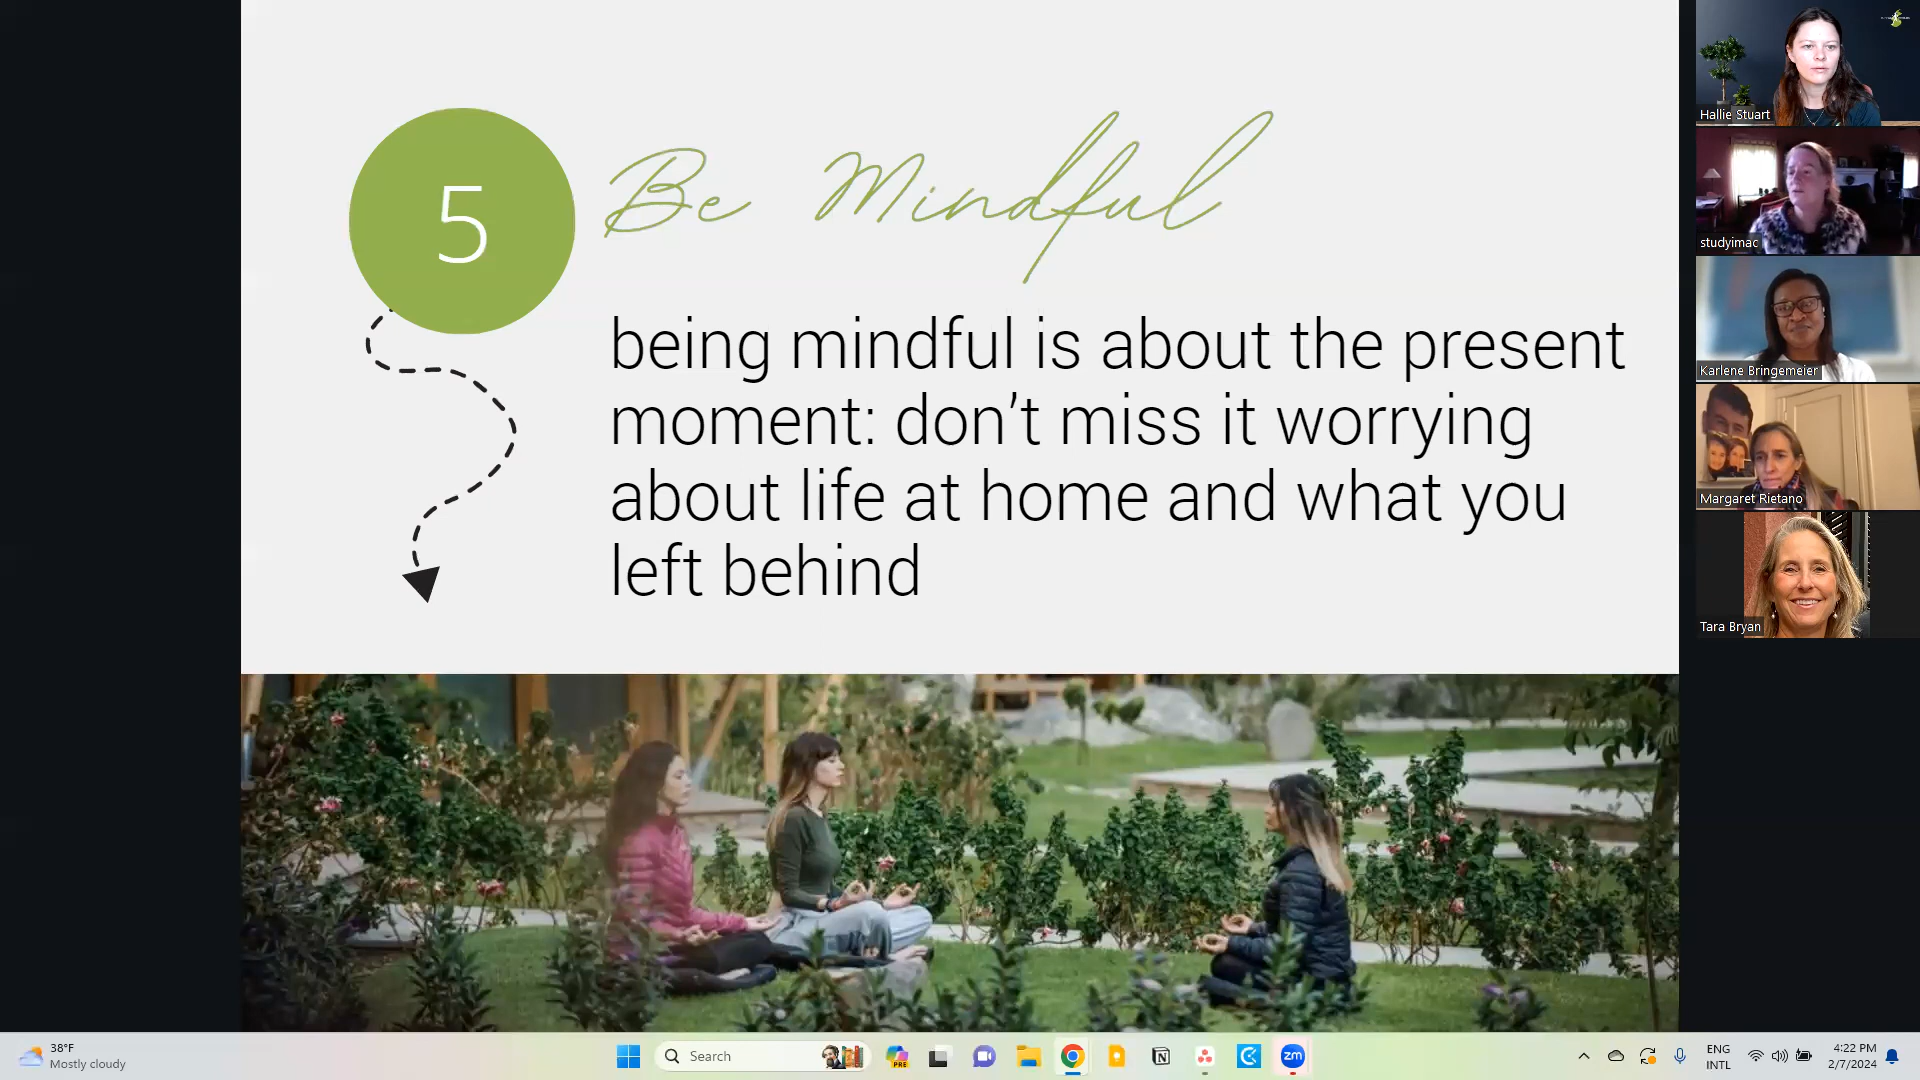 5
Be Mindful
being mindful is about the present
moment: don't miss it worrying
about life at home and what you
left behind
Hallie Stuart
studyimac
Karlene Bringemeier
Margaret Rietano
Tara Bryan
38°F
Mostly cloudy
Search
PRE
zm
ENG
INTL
4:22 PM
2/7/2024